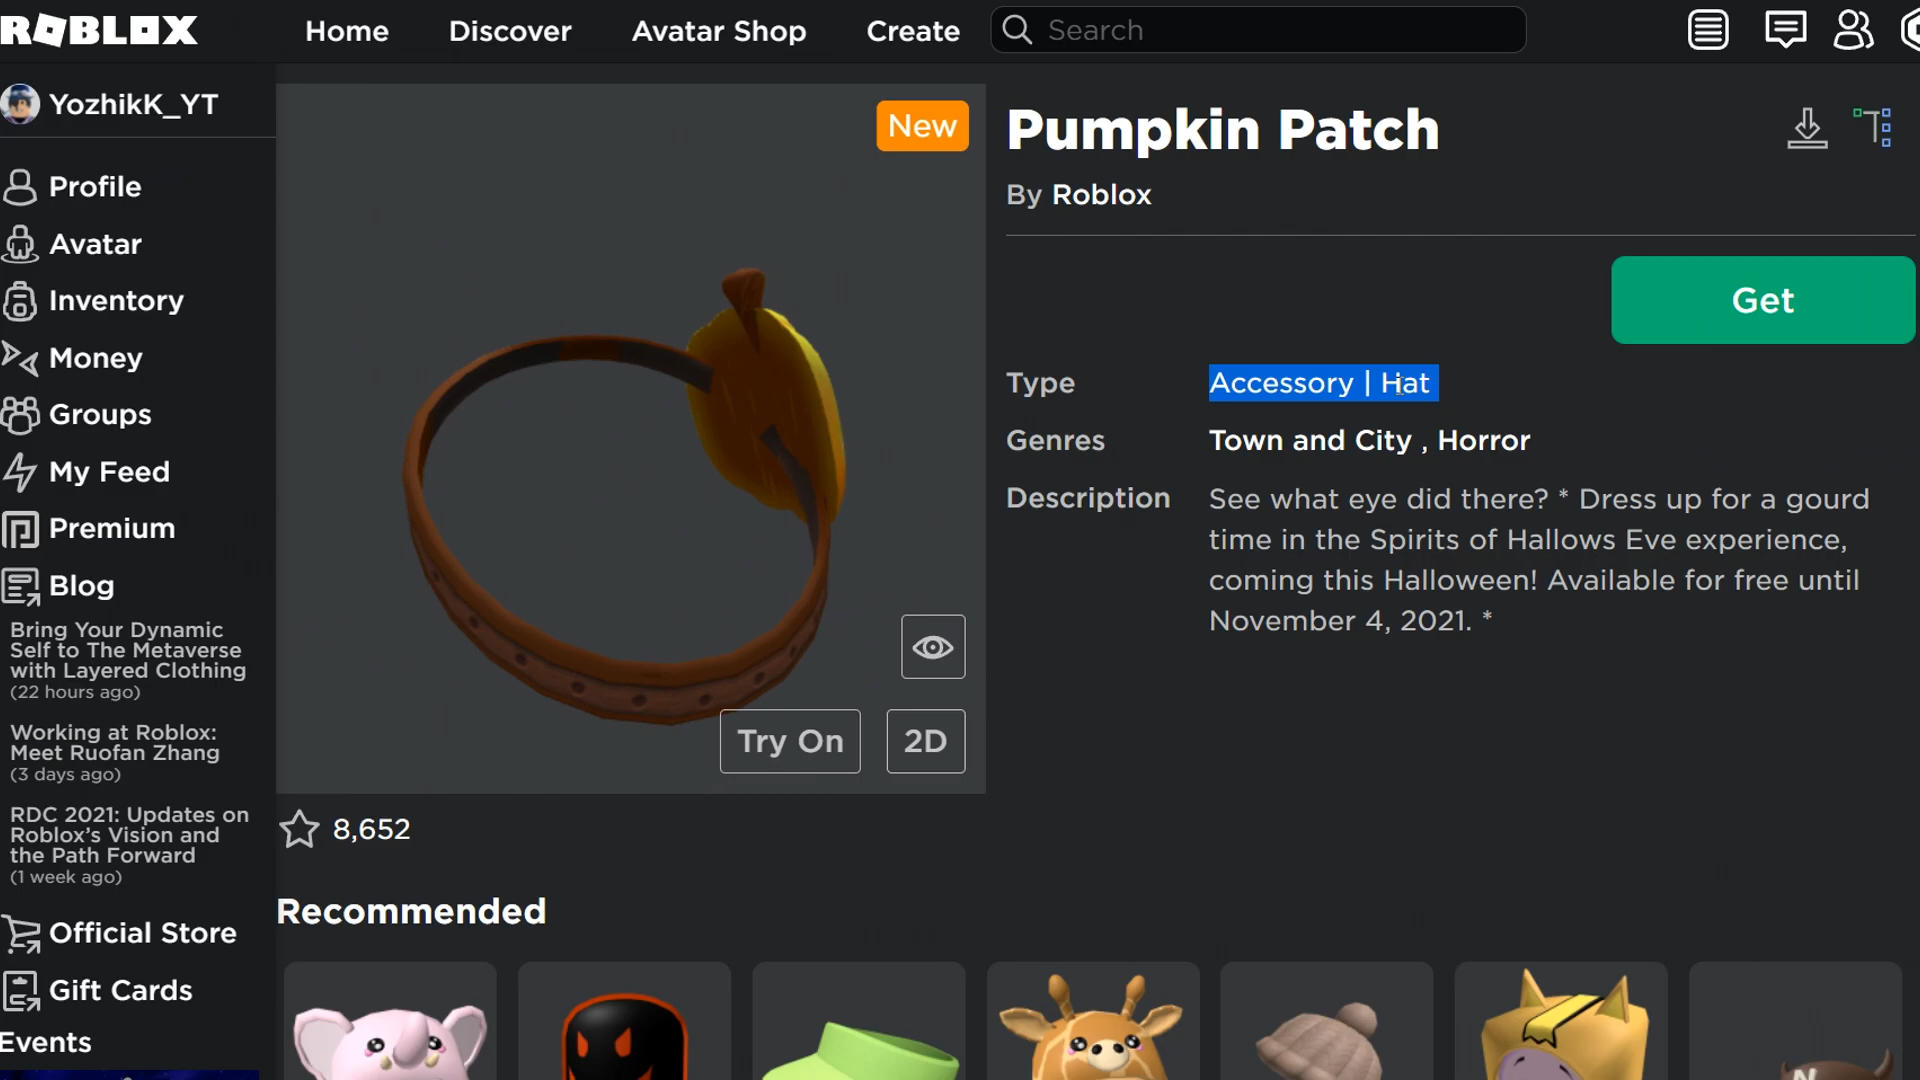 ROBLOX
Home
Discover
Avatar Shop
Create
Search
YozhikK_YT
Profile
Avatar
Inventory
Money
Groups
My Feed
Premium
Blog
Bring Your Dynamic
Self to The Metaverse
with Layered Clothing
(22 hours ago)
Working at Roblox:
Meet Ruofan Zhang
(3 days ago)
RDC 2021: Updates on
Roblox's Vision and
the Path Forward
(1 week ago)
Official Store
Gift Cards
Events
New
Try On
2D
8,652
Pumpkin Patch
By Roblox
Get
Type
Accessory | Hat
Genres
Town and City , Horror
Description
See what eye did there? * Dress up for a gourd
time in the Spirits of Hallows Eve experience,
coming this Halloween! Available for free until
November 4, 2021. *
Recommended
N